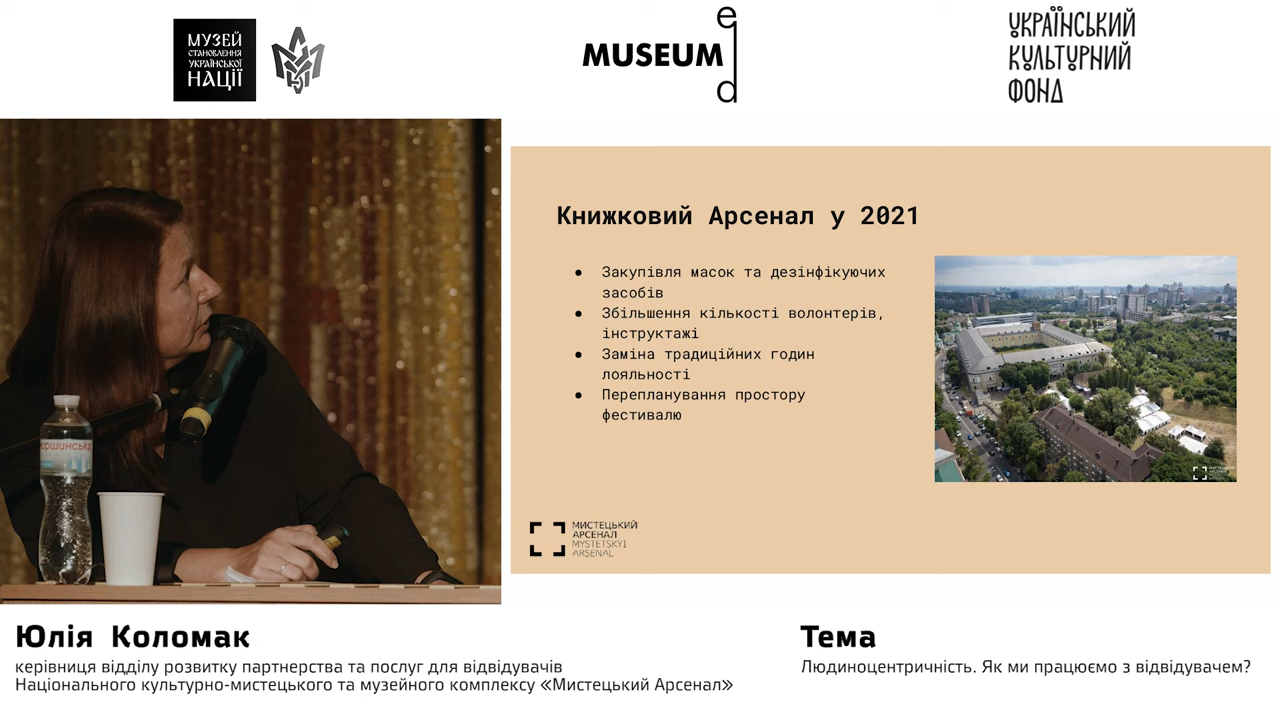 МУЗЕЙ
СТАНОВЛЕННЯ
УКРАЇНСЬКОЇ
НАЦІЇ
MUSEUM
ed
УКРАЇНСЬКИЙ
КУЛЬТУРНИЙ
ФОНД
Книжковий Арсенал у 2021
● Закупівля масок та дезінфікуючих
засобів
● Збільшення кількості волонтерів,
інструктажі
● Заміна традиційних годин
лояльності
● Перепланування простору
фестивалю
МИСТЕЦЬКИЙ
АРСЕНАЛ
MYSTETSKYI
ARSENAL
Юлія Коломак
керівниця відділу розвитку партнерства та послуг для відвідувачів
Національного культурно-мистецького та музейного комплексу «Мистецький Арсенал»
Тема
Людиноцентричність. Як ми працюємо з відвідувачем?